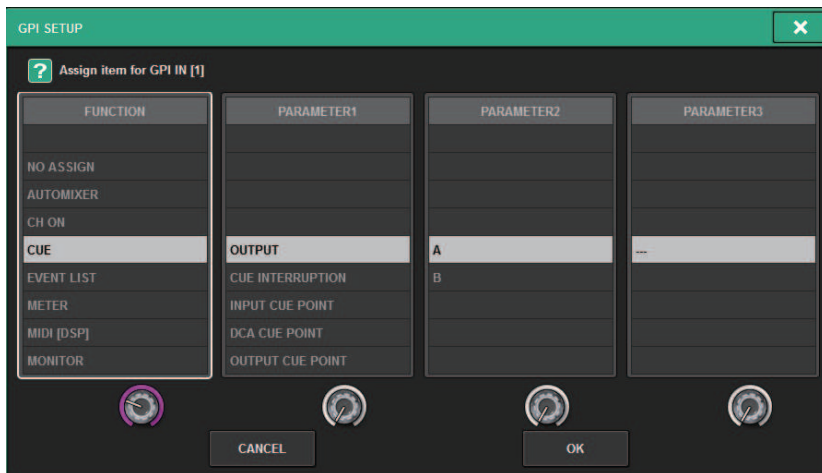 GPI SETUP
×
? Assign item for GPI IN [1]
FUNCTION PARAMETER1 PARAMETER2 PARAMETER3
NO ASSIGN
AUTOMIXER
CH ON
CUE OUTPUT A ---
EVENT LIST CUE INTERRUPTION B
METER INPUT CUE POINT
MIDI [DSP] DCA CUE POINT
MONITOR OUTPUT CUE POINT
CANCEL OK